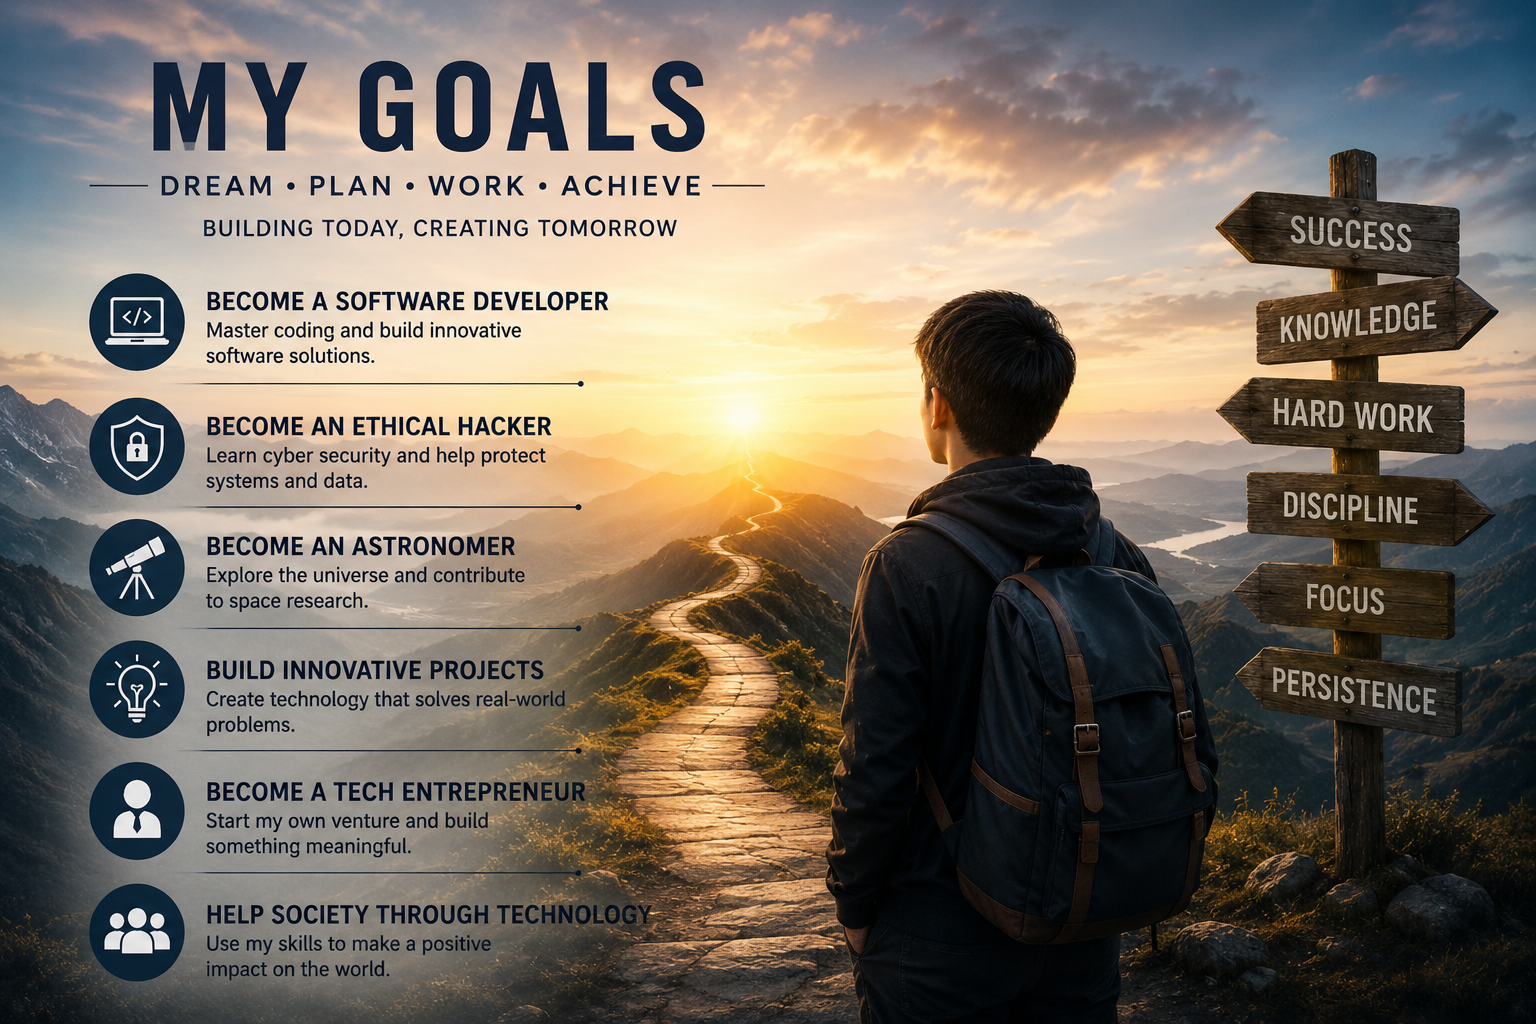 MY GOALS
DREAM • PLAN • WORK • ACHIEVE
BUILDING TODAY, CREATING TOMORROW
BECOME A SOFTWARE DEVELOPER
Master coding and build innovative
software solutions.
BECOME AN ETHICAL HACKER
Learn cyber security and help protect
systems and data.
BECOME AN ASTRONOMER
Explore the universe and contribute
to space research.
BUILD INNOVATIVE PROJECTS
Create technology that solves real-world
problems.
BECOME A TECH ENTREPRENEUR
Start my own venture and build
something meaningful.
HELP SOCIETY THROUGH TECHNOLOGY
Use my skills to make a positive
impact on the world.
SUCCESS
KNOWLEDGE
HARD WORK
DISCIPLINE
FOCUS
PERSISTENCE